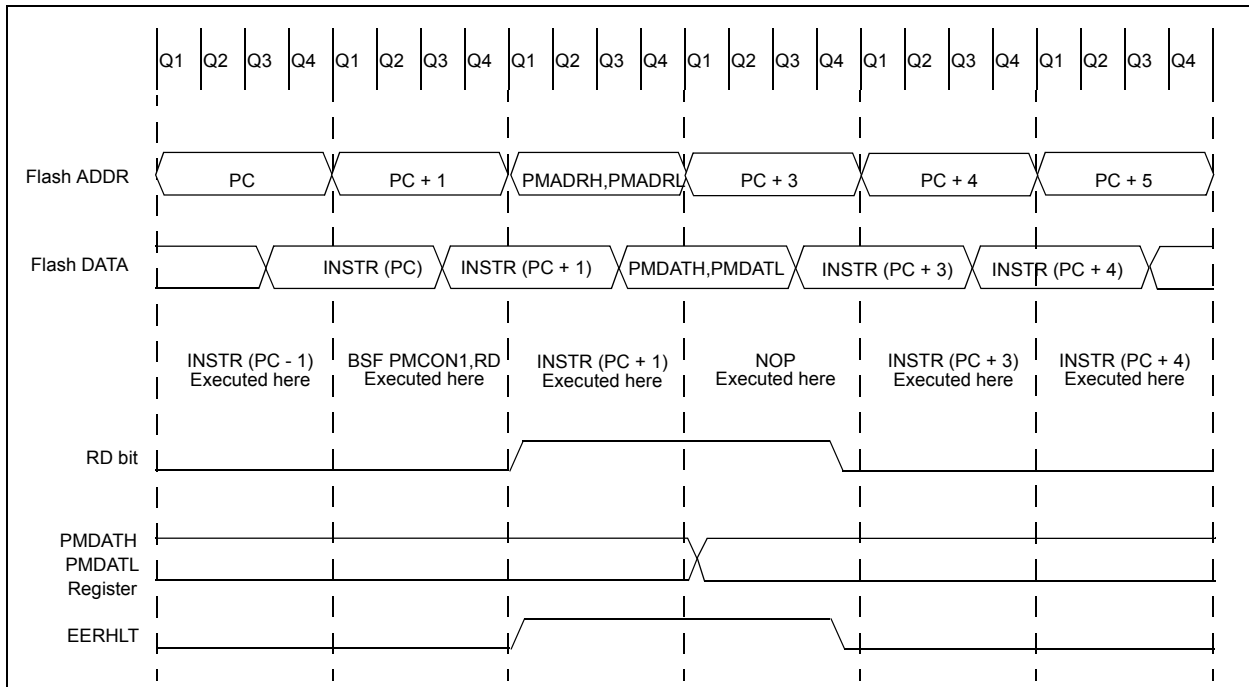 Q1 Q2 Q3 Q4 Q1 Q2 Q3 Q4 Q1 Q2 Q3 Q4 Q1 Q2 Q3 Q4 Q1 Q2 Q3 Q4 Q1 Q2 Q3 Q4
Flash ADDR PC PC + 1 PMADRH,PMADRL PC + 3 PC + 4 PC + 5
Flash DATA INSTR (PC) INSTR (PC + 1) PMDATH,PMDATL INSTR (PC + 3) INSTR (PC + 4)
INSTR (PC - 1) BSF PMCON1,RD INSTR (PC + 1) NOP INSTR (PC + 3) INSTR (PC + 4)
Executed here Executed here Executed here Executed here Executed here Executed here
RD bit
PMDATH
PMDATL
Register
EERHLT